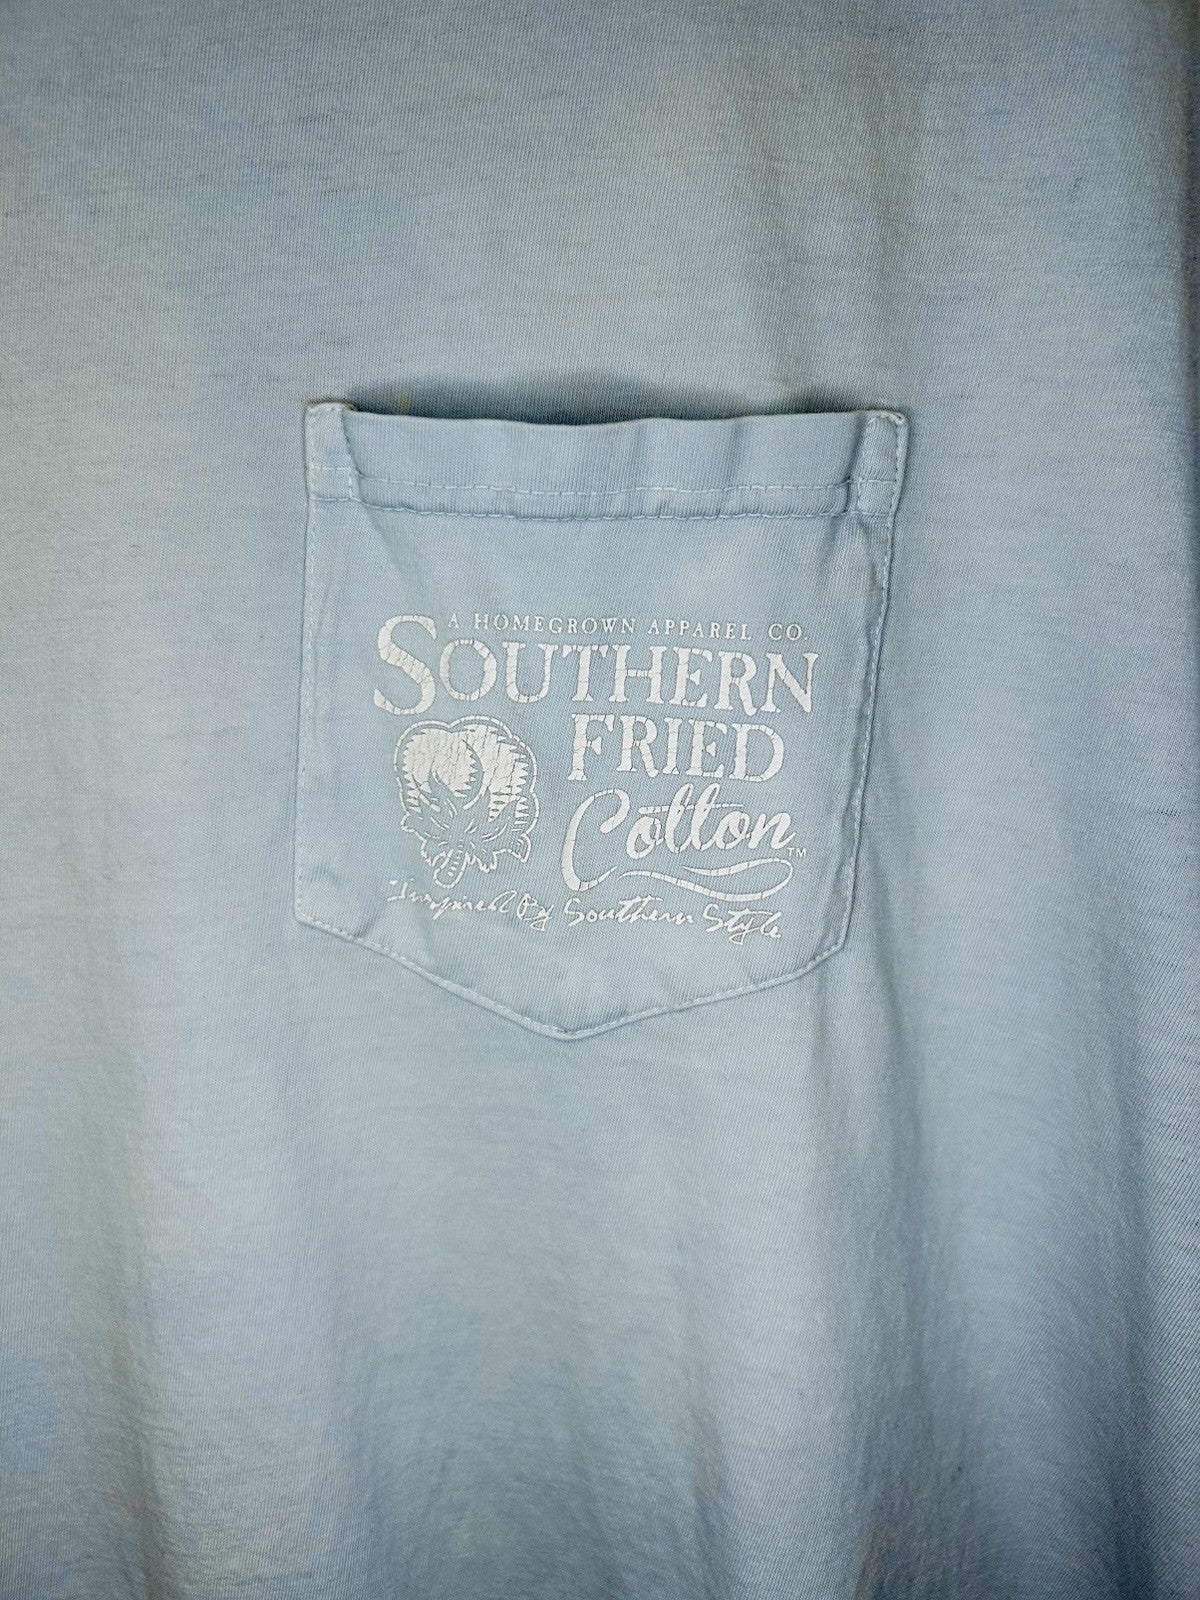 A HOMEGROWN APPAREL CO.
SOUTHERN
FRIED
Cotton™
Inspired By Southern Style